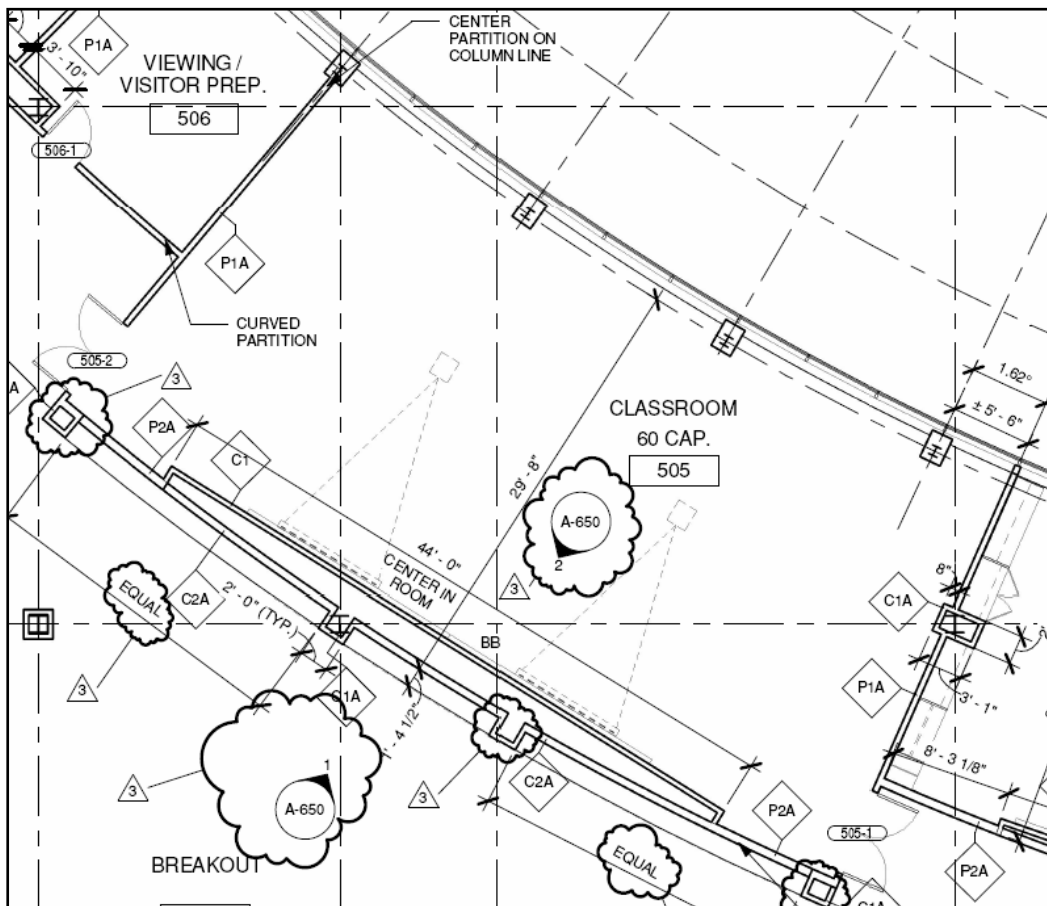 CENTER
PARTITION ON
COLUMN LINE
P1A
3' - 10"
VIEWING /
VISITOR PREP.
506
506-1
P1A
CURVED
PARTITION
505-2
3
A
P2A
C1
CLASSROOM
60 CAP.
505
1.62°
± 5' - 6"
29' - 8"
A-650
2
3
44' - 0"
CENTER IN
ROOM
8"
C1A
EQUAL
C2A
2' - 0" (TYP.)
BB
3
C1A
P1A
3' - 1"
' - 4 1/2"
8' - 3 1/8"
3
1
A-650
3
C2A
P2A
505-1
EQUAL
P2A
BREAKOUT
C1A